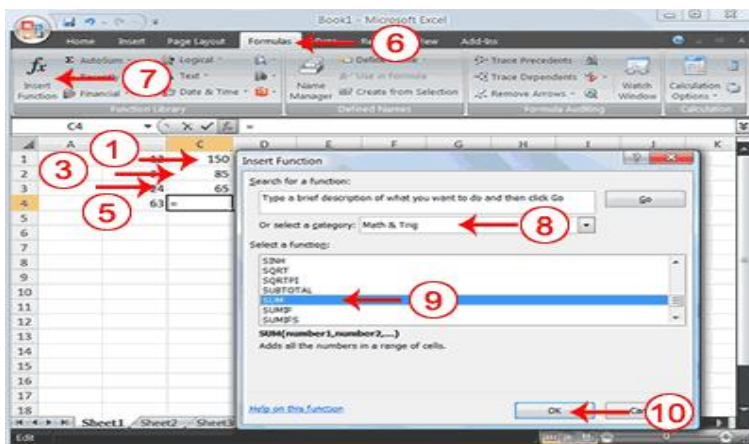 Book1 - Microsoft Excel
Home Insert Page Layout Formulas View Add-Ins
6
fx Σ AutoSum Logical Define Trace Precedents
7
Insert Function Text Use in Formula Trace Dependents
Financial Date & Time Name Manager Create from Selection Remove Arrows Watch Window Calculation Options
Function Library Defined Names Formula Auditing Calculation
C4 fx =
A C D E F G H I J K
1 12 150
1
2 85
3
3 24 65
5
4 63 =
5
6
7
8
9
10
11
12
13
14
15
16
17
18
Insert Function
Search for a function:
Type a brief description of what you want to do and then click Go
Go
Or select a category: Math & Trig
8
Select a function:
SINH
SQRT
SQRTPI
SUBTOTAL
SUM
9
SUMIF
SUMIFS
SUM(number1,number2,...)
Adds all the numbers in a range of cells.
Help on this function
OK
10
Sheet1 Sheet2 Sheet3
Edit